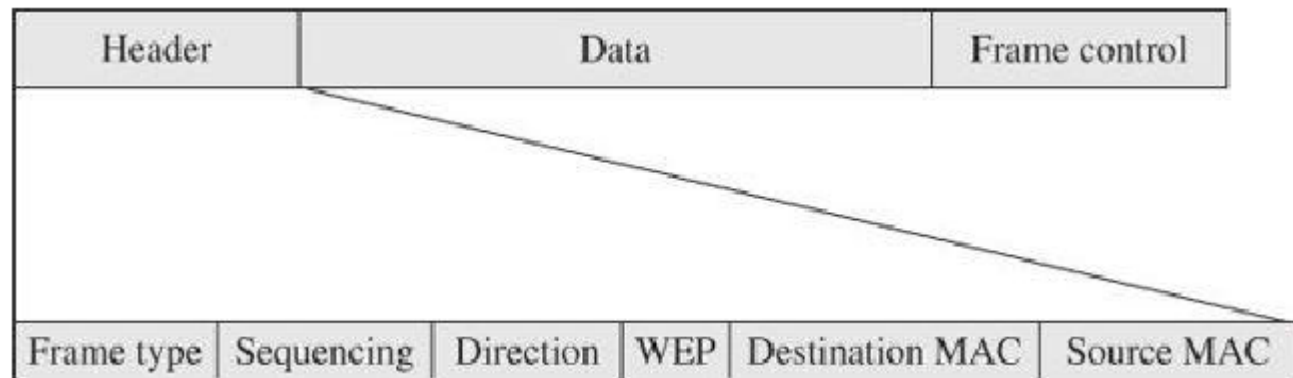 Header Data Frame control
Frame type Sequencing Direction WEP Destination MAC Source MAC